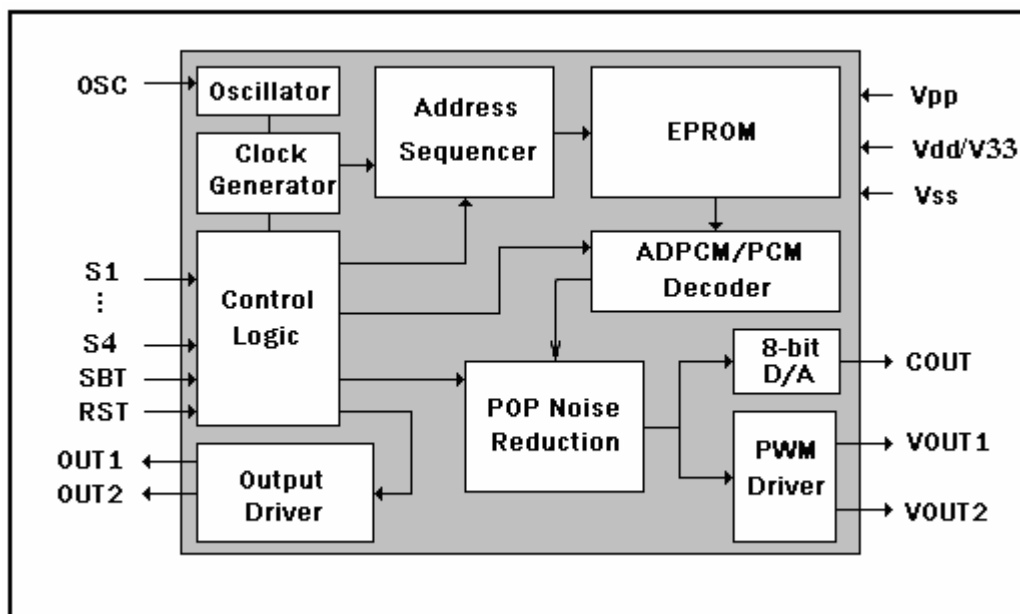 OSC
Oscillator
Clock
Generator
Address
Sequencer
EPROM
Vpp
Vdd/V33
Vss
S1
⋮
S4
SBT
RST
Control
Logic
ADPCM/PCM
Decoder
POP Noise
Reduction
8-bit
D/A
COUT
PWM
Driver
VOUT1
VOUT2
OUT1
OUT2
Output
Driver